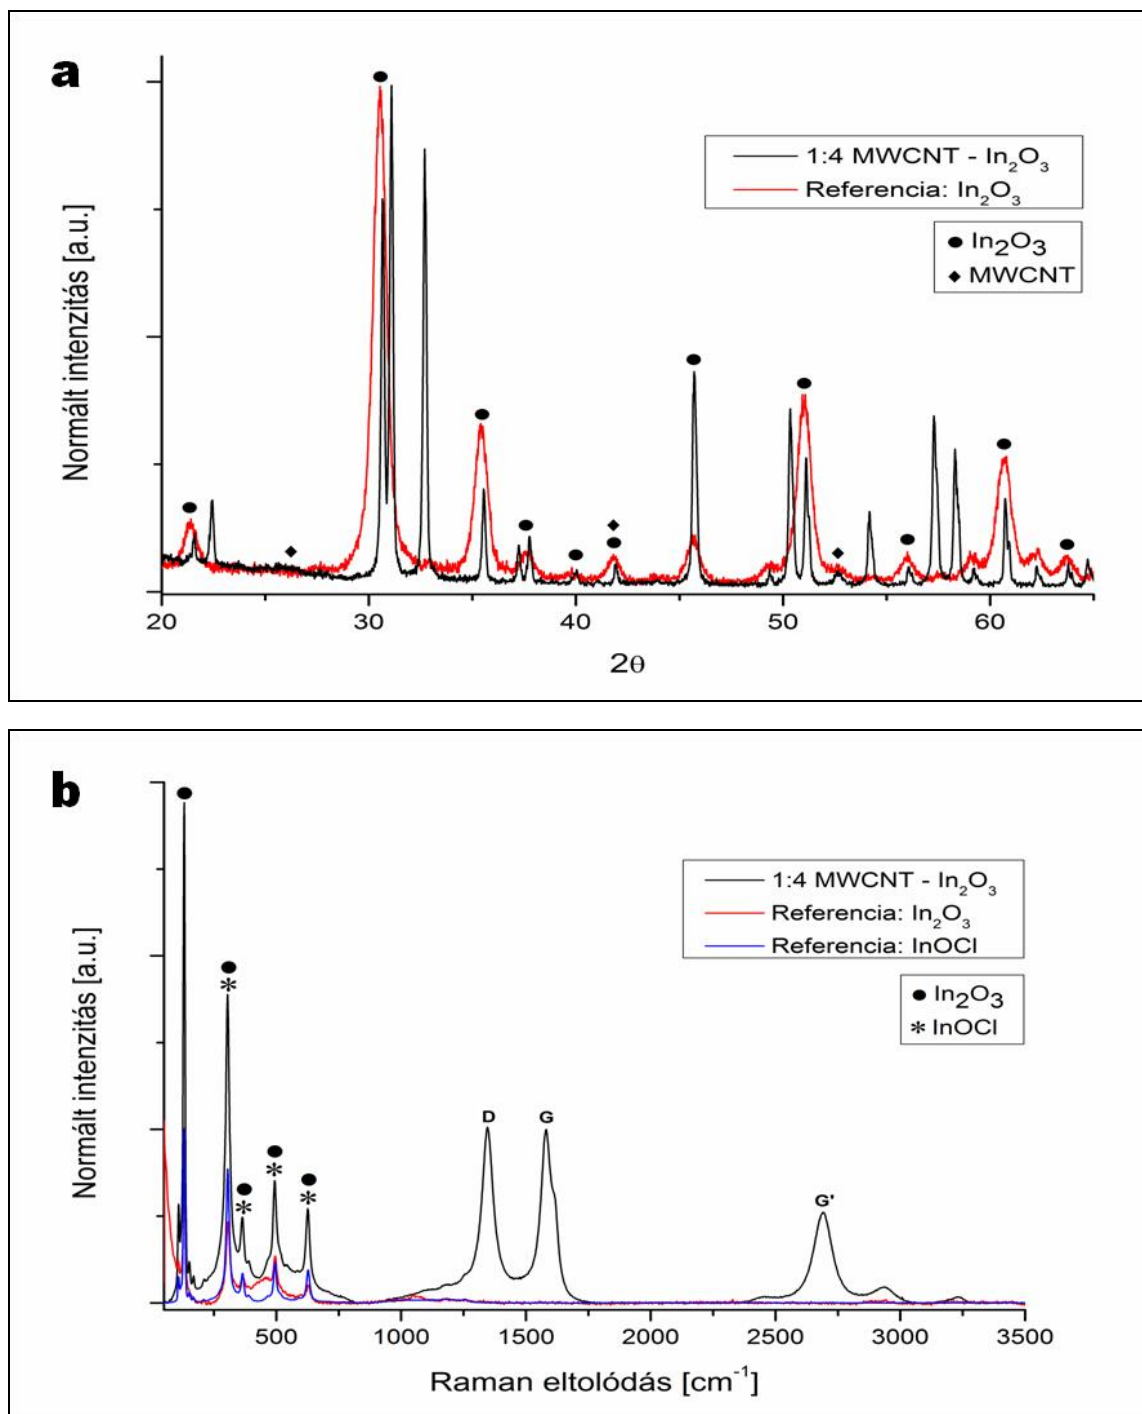 a
1:4 MWCNT - In₂O₃
Referencia: In₂O₃
● In₂O₃
◆ MWCNT
Normált intenzitás [a.u.]
20 30 40 50 60
2θ
b
1:4 MWCNT - In₂O₃
Referencia: In₂O₃
Referencia: InOCl
● In₂O₃
* InOCl
D G
G'
Normált intenzitás [a.u.]
500 1000 1500 2000 2500 3000 3500
Raman eltolódás [cm⁻¹]